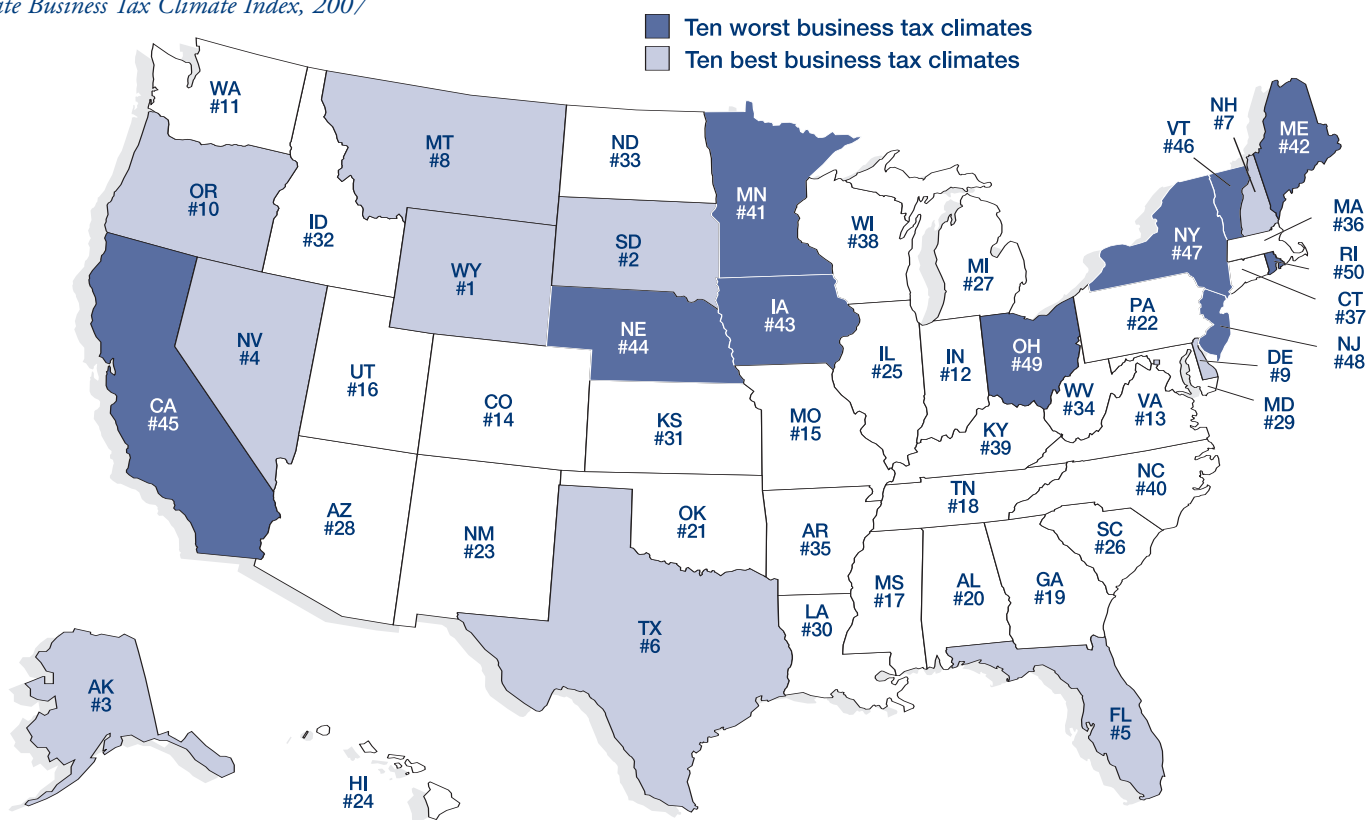 ate Business Tax Climate Index, 2007
Ten worst business tax climates
Ten best business tax climates
WA
#11
MT
#8
ND
#33
MN
#41
OR
#10
ID
#32
WY
#1
SD
#2
WI
#38
MI
#27
NH
#7
VT
#46
ME
#42
MA
#36
NY
#47
RI
#50
CT
#37
NJ
#48
PA
#22
DE
#9
MD
#29
NV
#4
UT
#16
CO
#14
NE
#44
IA
#43
IL
#25
IN
#12
OH
#49
WV
#34
VA
#13
CA
#45
KS
#31
MO
#15
KY
#39
NC
#40
TN
#18
AZ
#28
NM
#23
OK
#21
AR
#35
SC
#26
MS
#17
AL
#20
GA
#19
LA
#30
TX
#6
FL
#5
AK
#3
HI
#24